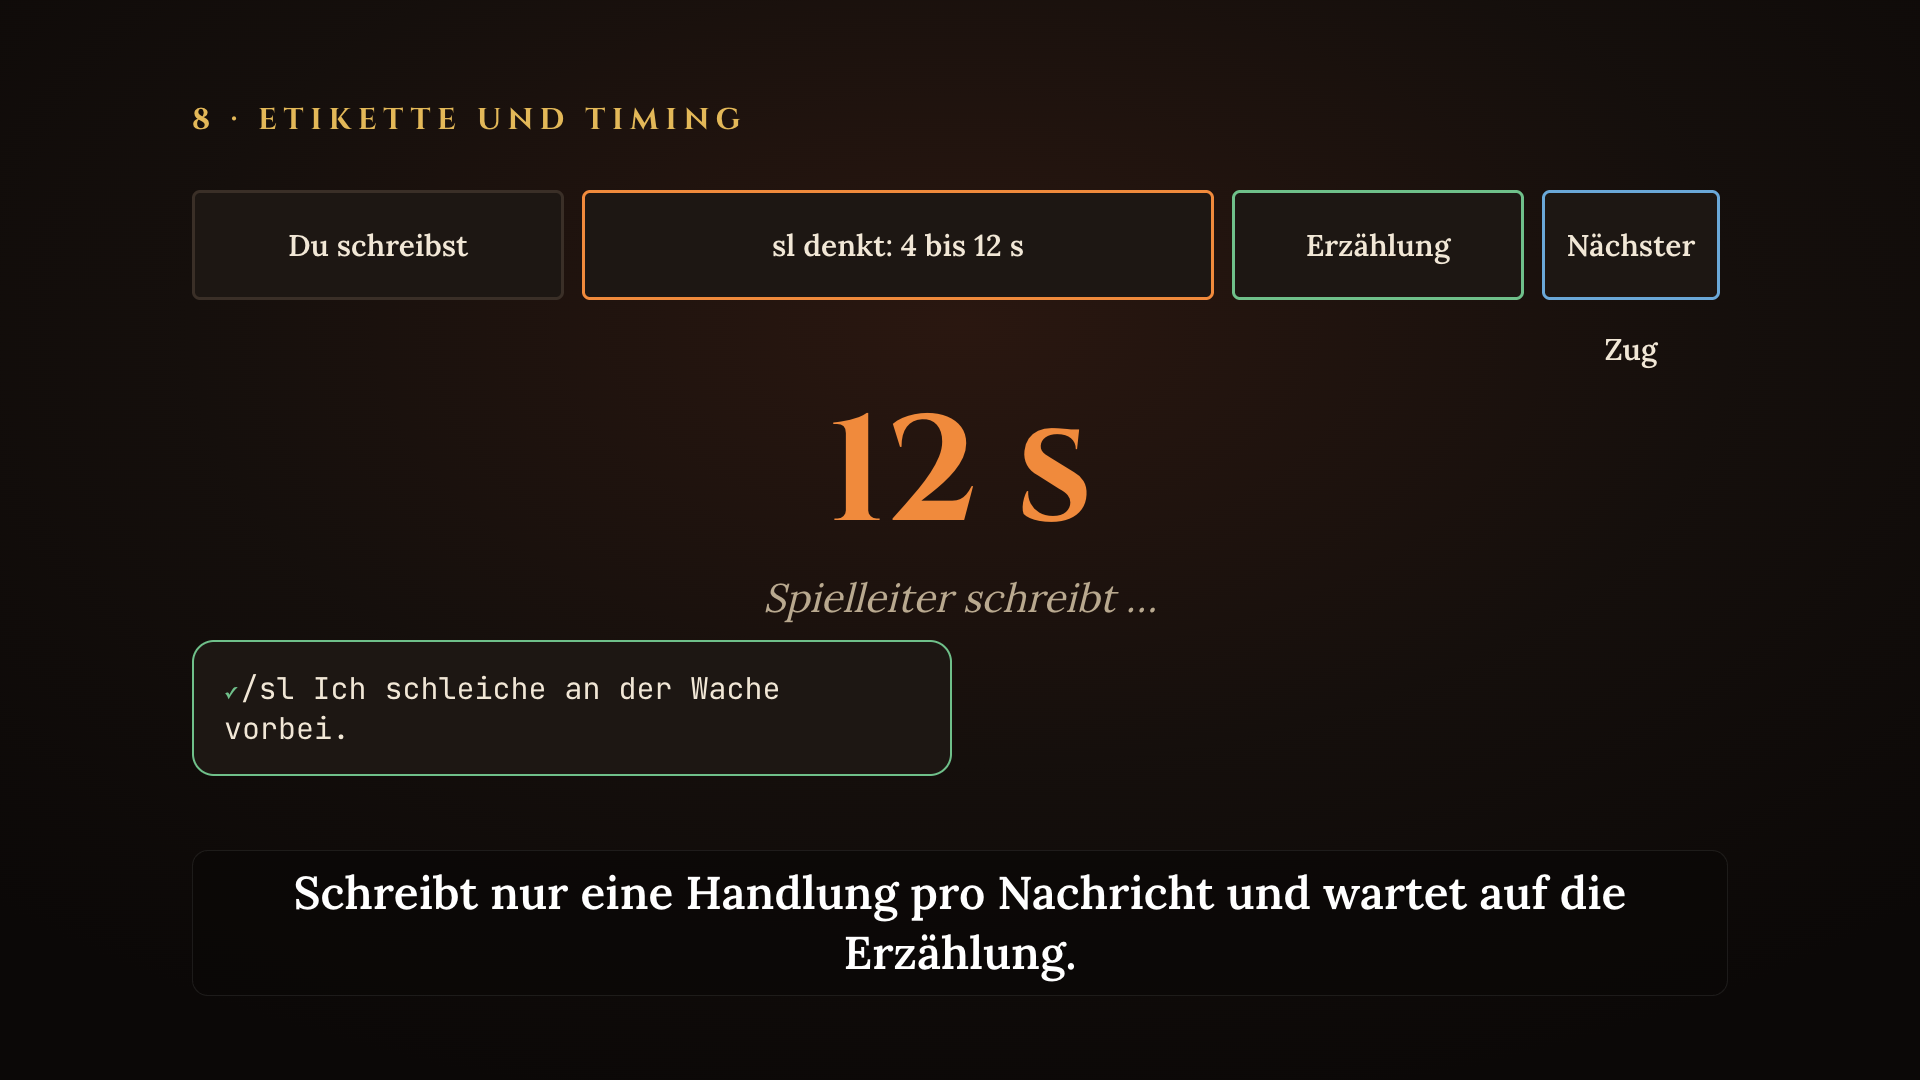 8 · ETIKETTE UND TIMING
Du schreibst
sl denkt: 4 bis 12 s
Erzählung
Nächster
Zug
12 s
Spielleiter schreibt …
✓/sl Ich schleiche an der Wache
vorbei.
Schreibt nur eine Handlung pro Nachricht und wartet auf die
Erzählung.